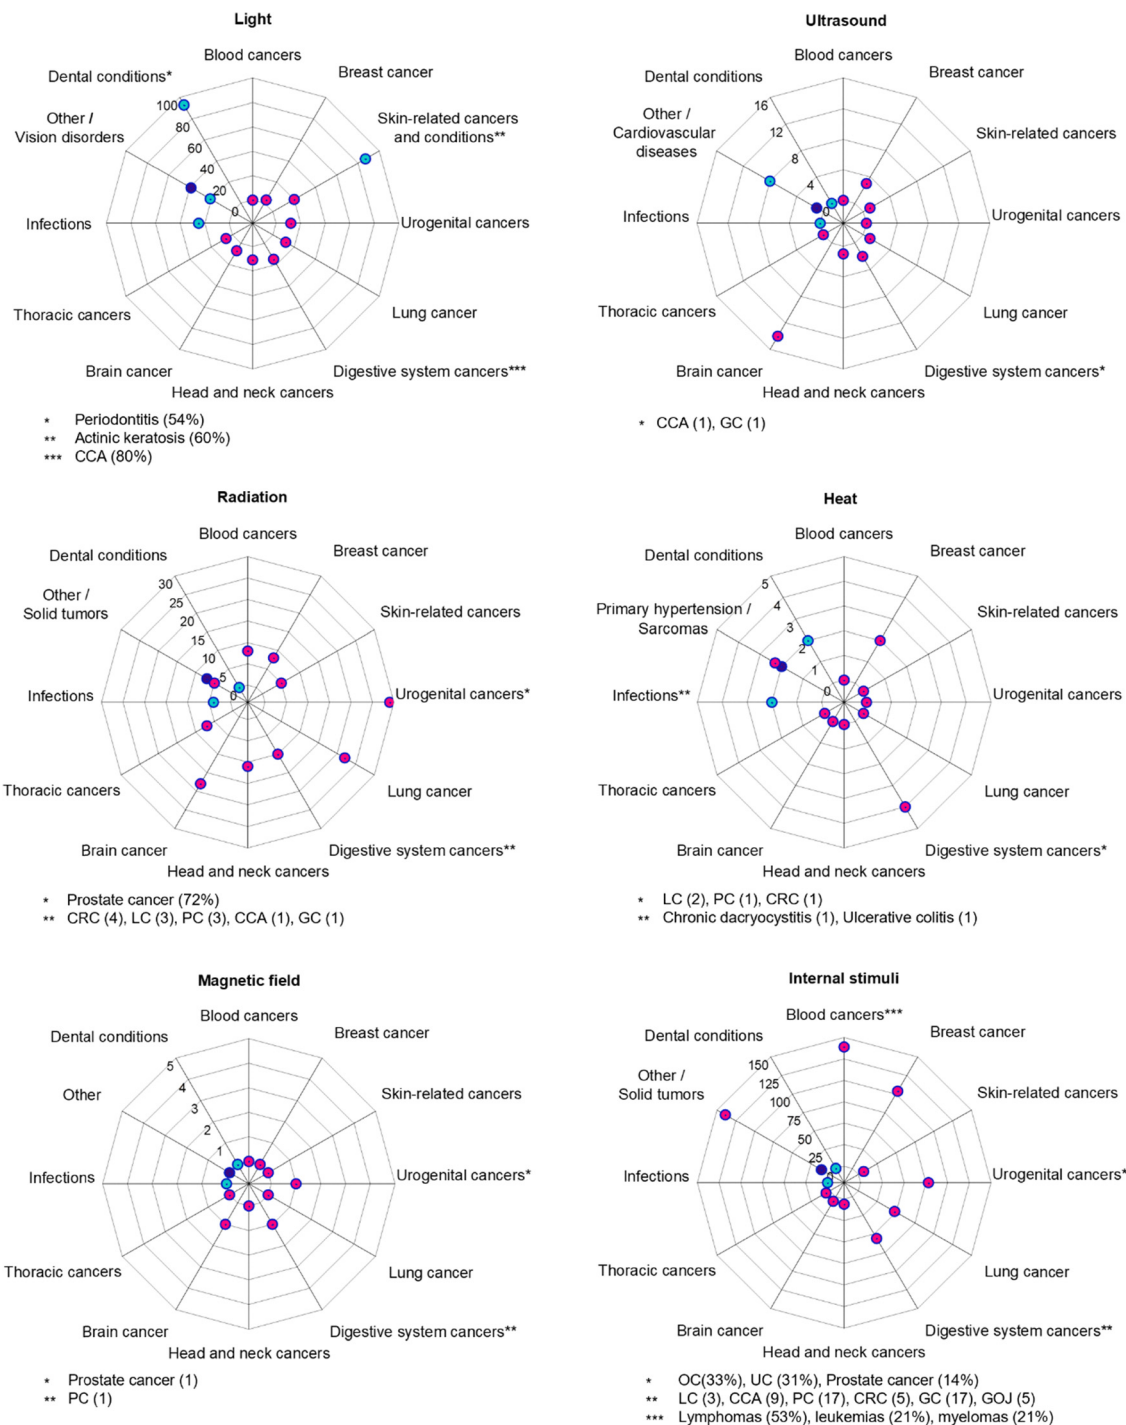 Light
Blood cancers
Dental conditions*
Breast cancer
100
Other /
Vision disorders
80
60
40
20
0
Skin-related cancers
and conditions**
Infections
Urogenital cancers
Thoracic cancers
Lung cancer
Brain cancer
Digestive system cancers***
Head and neck cancers
* Periodontitis (54%)
** Actinic keratosis (60%)
*** CCA (80%)
Ultrasound
Blood cancers
Dental conditions
Breast cancer
16
Other /
Cardiovascular
diseases
12
8
4
0
Skin-related cancers
Infections
Urogenital cancers
Thoracic cancers
Lung cancer
Brain cancer
Digestive system cancers*
Head and neck cancers
* CCA (1), GC (1)
Radiation
Blood cancers
Dental conditions
Breast cancer
30
Other /
Solid tumors
25
20
15
10
5
0
Skin-related cancers
Infections
Urogenital cancers*
Thoracic cancers
Lung cancer
Brain cancer
Digestive system cancers**
Head and neck cancers
* Prostate cancer (72%)
** CRC (4), LC (3), PC (3), CCA (1), GC (1)
Heat
Blood cancers
Dental conditions
Breast cancer
5
Primary hypertension /
Sarcomas
4
3
2
1
0
Skin-related cancers
Infections**
Urogenital cancers
Thoracic cancers
Lung cancer
Brain cancer
Digestive system cancers*
Head and neck cancers
* LC (2), PC (1), CRC (1)
** Chronic dacryocystitis (1), Ulcerative colitis (1)
Magnetic field
Blood cancers
Dental conditions
Breast cancer
5
Other
4
3
2
1
Skin-related cancers
Infections
Urogenital cancers*
Thoracic cancers
Lung cancer
Brain cancer
Digestive system cancers**
Head and neck cancers
* Prostate cancer (1)
** PC (1)
Internal stimuli
Blood cancers***
Dental conditions
Breast cancer
150
Other /
Solid tumors
125
100
75
50
25
0
Skin-related cancers
Infections
Urogenital cancers*
Thoracic cancers
Lung cancer
Brain cancer
Digestive system cancers**
Head and neck cancers
* OC(33%), UC (31%), Prostate cancer (14%)
** LC (3), CCA (9), PC (17), CRC (5), GC (17), GOJ (5)
*** Lymphomas (53%), leukemias (21%), myelomas (21%)